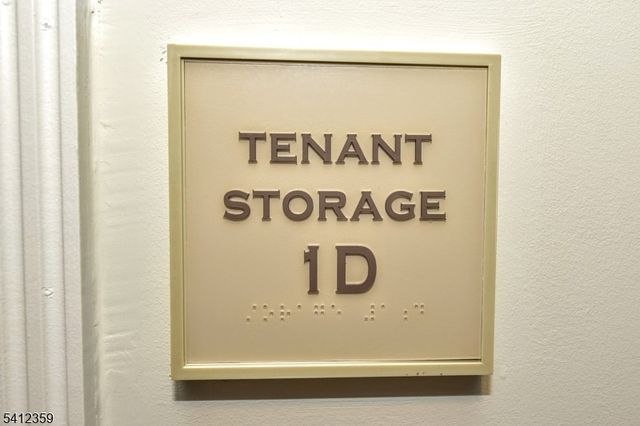 TENANT
STORAGE
1D
5412359